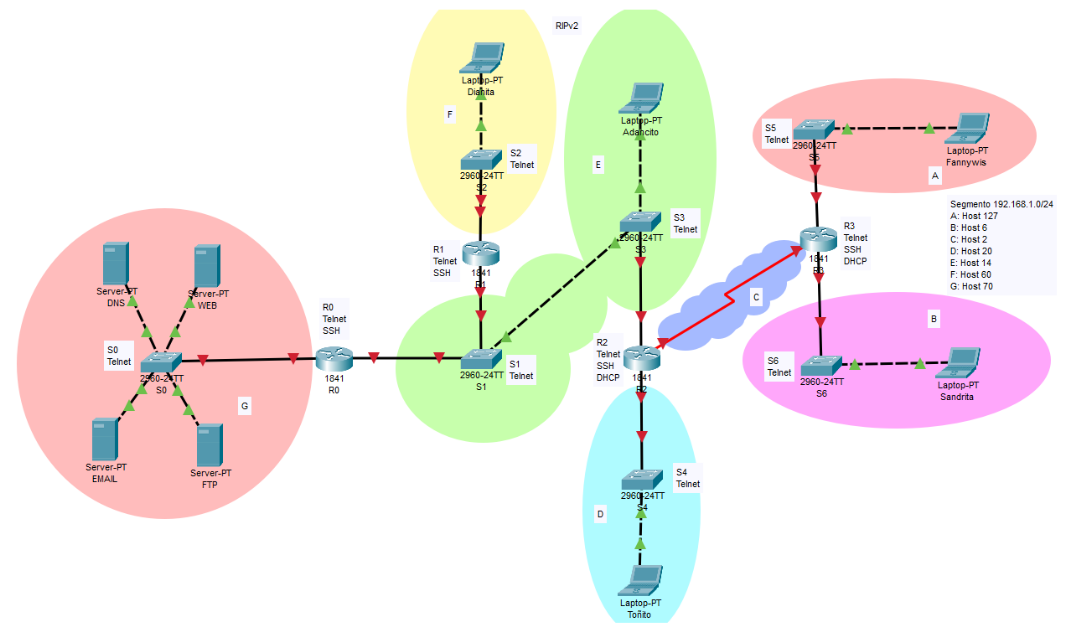 RIPv2
Laptop-PT
Dianita
F
S2
Telnet
2960-24TT
S2
R1
Telnet
SSH
1841
R1
Laptop-PT
Adancito
E
S3
Telnet
2960-24TT
S3
S5
Telnet
2960-24TT
S5
Laptop-PT
Fannywis
A
Segmento 192.168.1.0/24
A: Host 127
B: Host 6
C: Host 2
D: Host 20
E: Host 14
F: Host 60
G: Host 70
R3
Telnet
SSH
DHCP
1841
R3
C
B
S6
Telnet
2960-24TT
S6
Laptop-PT
Sandrita
Server-PT
DNS
Server-PT
WEB
S0
Telnet
2960-24TT
S0
G
Server-PT
EMAIL
Server-PT
FTP
R0
Telnet
SSH
1841
R0
2960-24TT
S1
S1
Telnet
R2
Telnet
SSH
DHCP
1841
R2
S4
Telnet
2960-24TT
S4
D
Laptop-PT
Toñito